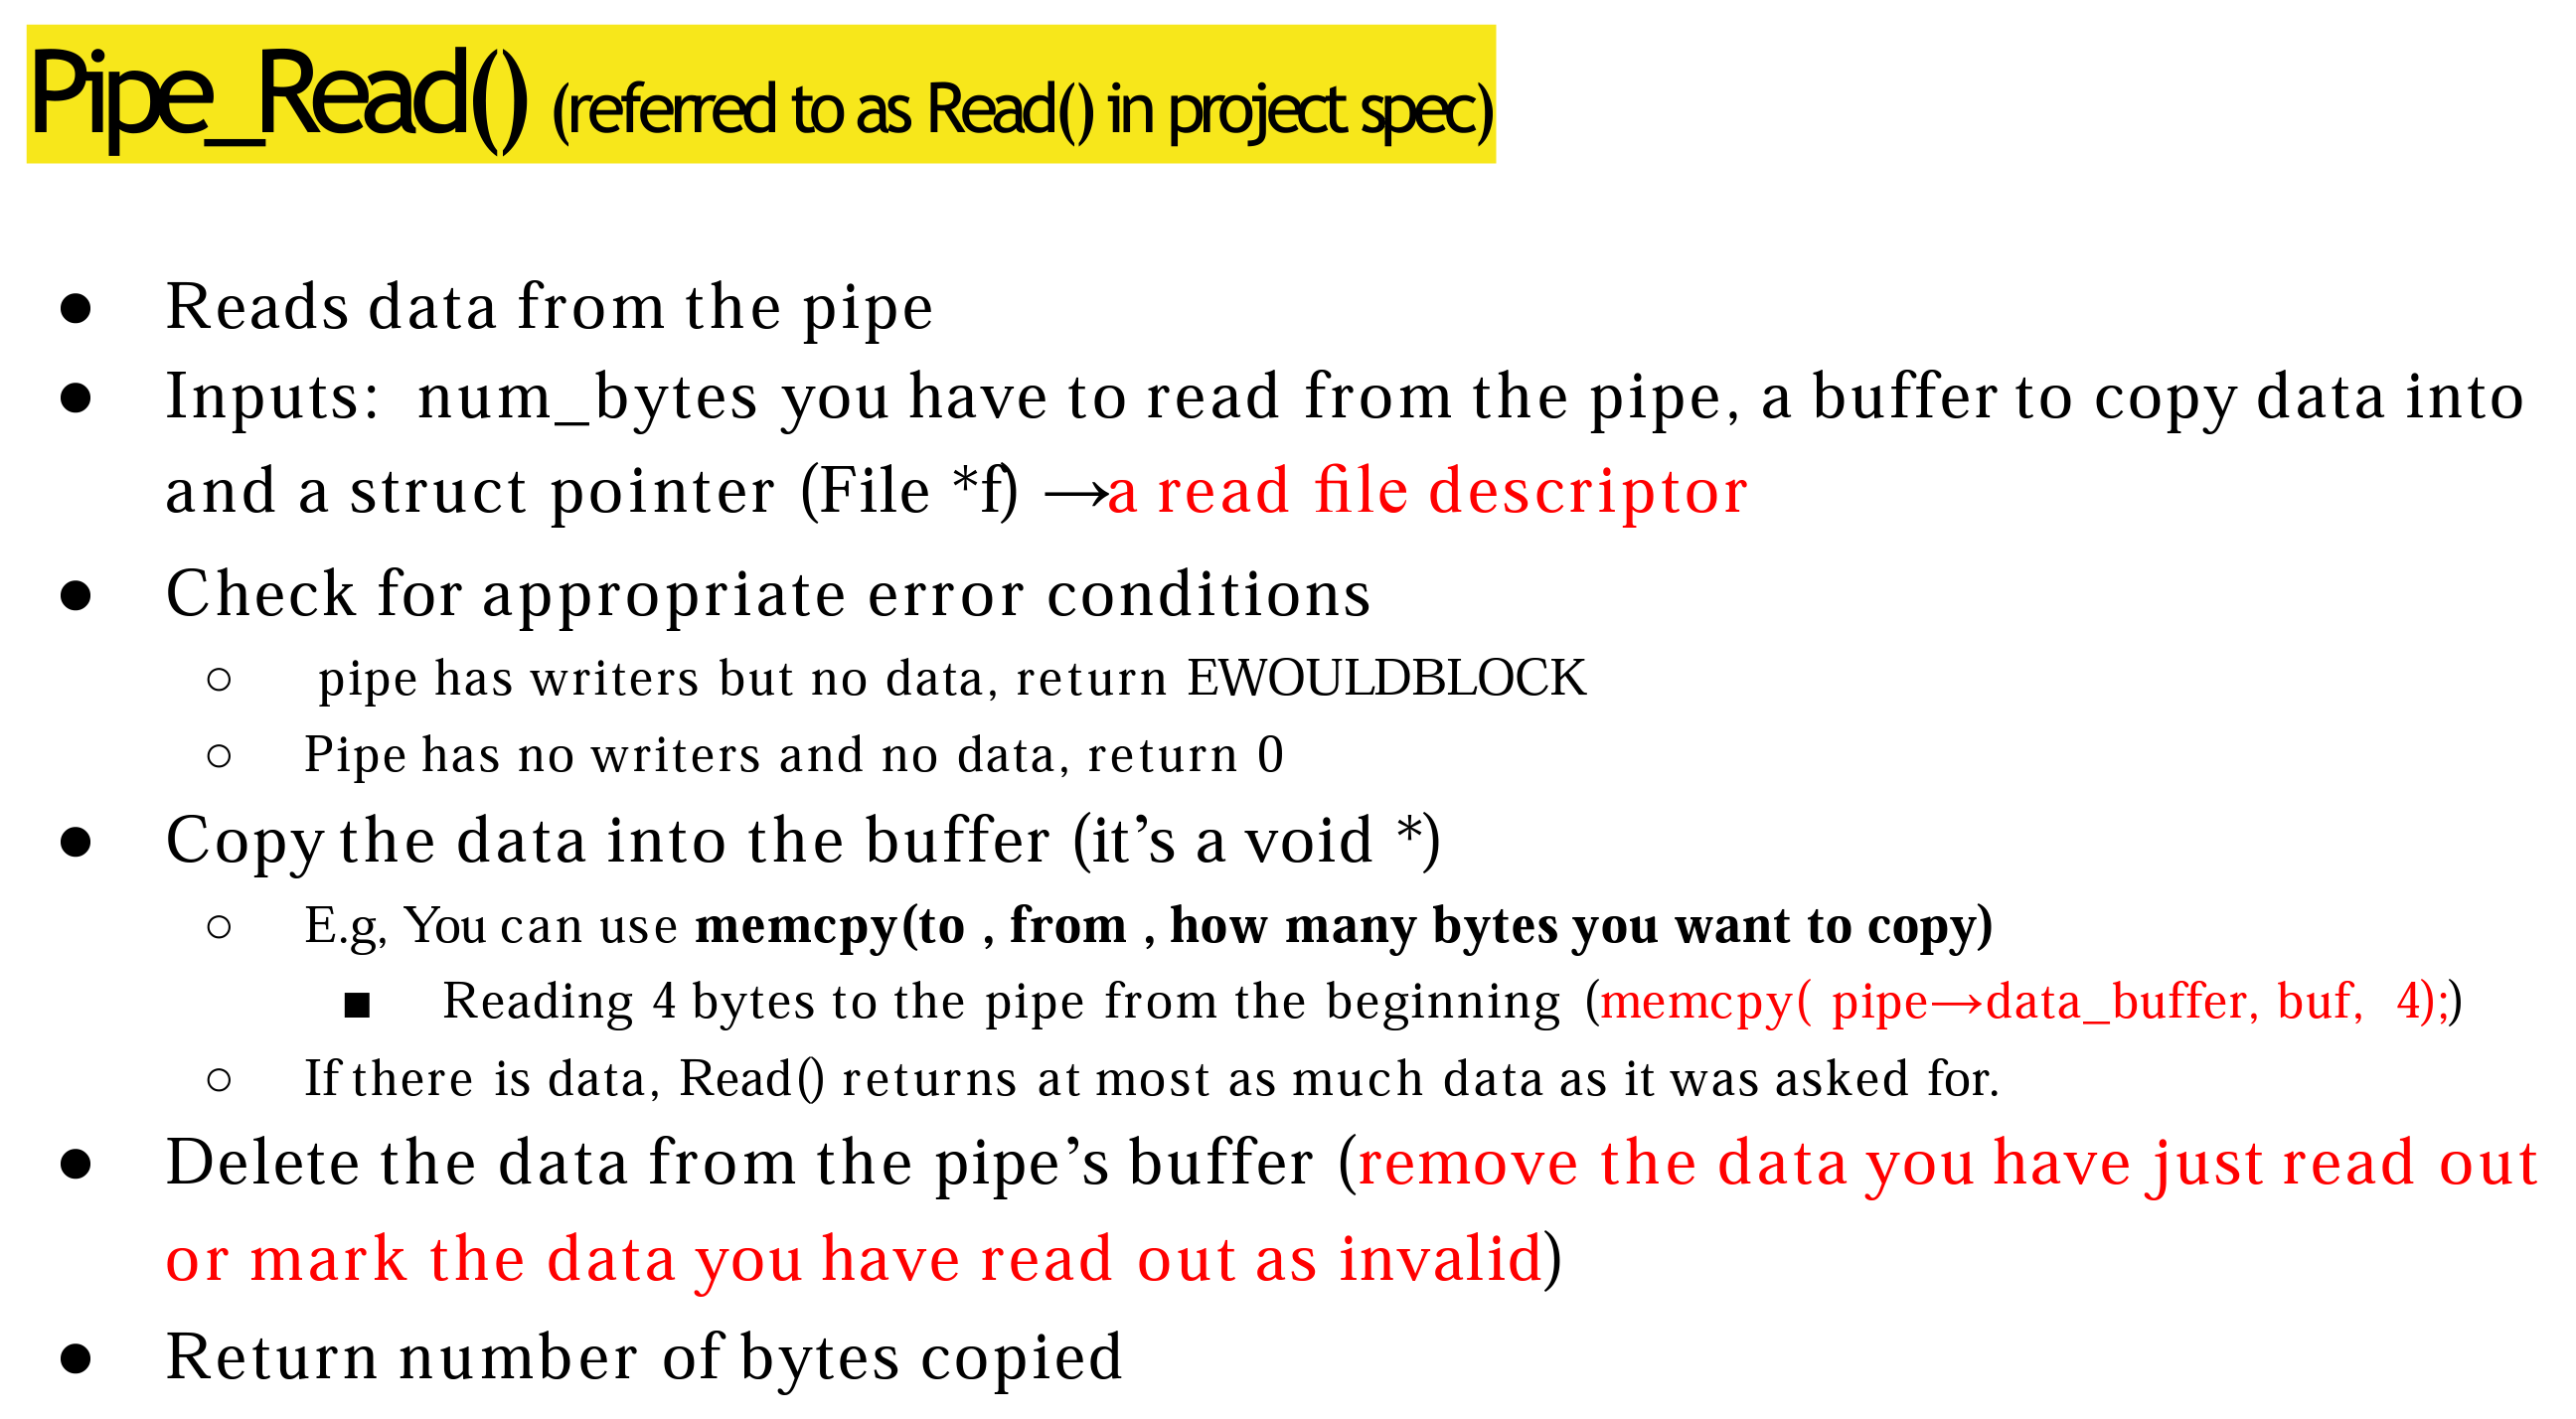 Pipe_Read() (referred to as Read() in project spec)
● Reads data from the pipe
● Inputs: num_bytes you have to read from the pipe, a buffer to copy data into
and a struct pointer (File *f) →a read file descriptor
● Check for appropriate error conditions
○ pipe has writers but no data, return EWOULDBLOCK
○ Pipe has no writers and no data, return 0
● Copy the data into the buffer (it’s a void *)
○ E.g, You can use memcpy(to , from , how many bytes you want to copy)
■ Reading 4 bytes to the pipe from the beginning (memcpy( pipe→data_buffer, buf, 4);)
○ If there is data, Read() returns at most as much data as it was asked for.
● Delete the data from the pipe’s buffer (remove the data you have just read out
or mark the data you have read out as invalid)
● Return number of bytes copied